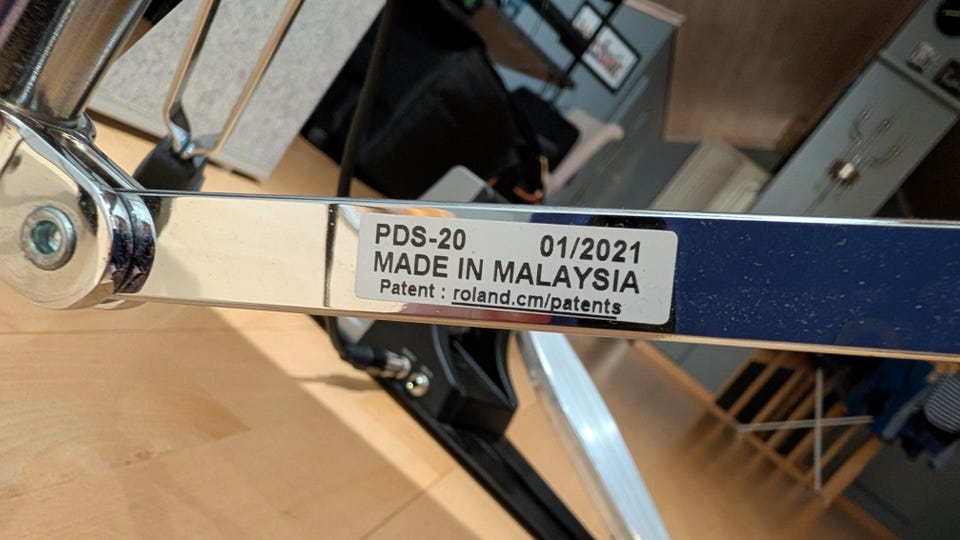 PDS-20 01/2021
MADE IN MALAYSIA
Patent : roland.cm/patents